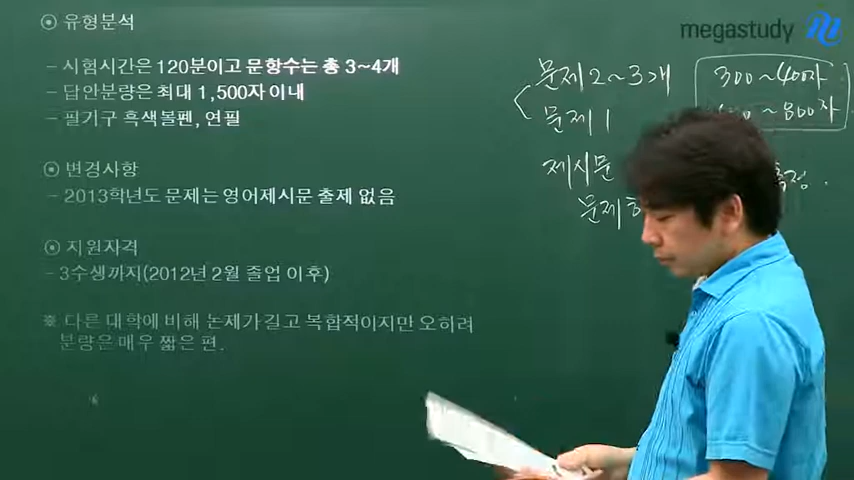 megastudy M
⊙ 유형분석
- 시험시간은 120분이고 문항수는 총 3~4개
- 답안분량은 최대 1,500자 이내
- 필기구 흑색볼펜, 연필
⊙ 변경사항
- 2013학년도 문제는 영어제시문 출제 없음
⊙ 지원자격
- 3수생까지(2012년 2월 졸업 이후)
※ 다른 대학에 비해 논제가 길고 복합적이지만 오히려
분량은 매우 짧은 편.
문제 2~3개 300~400자
문제 1 ~800자
제시문 측정.
문제